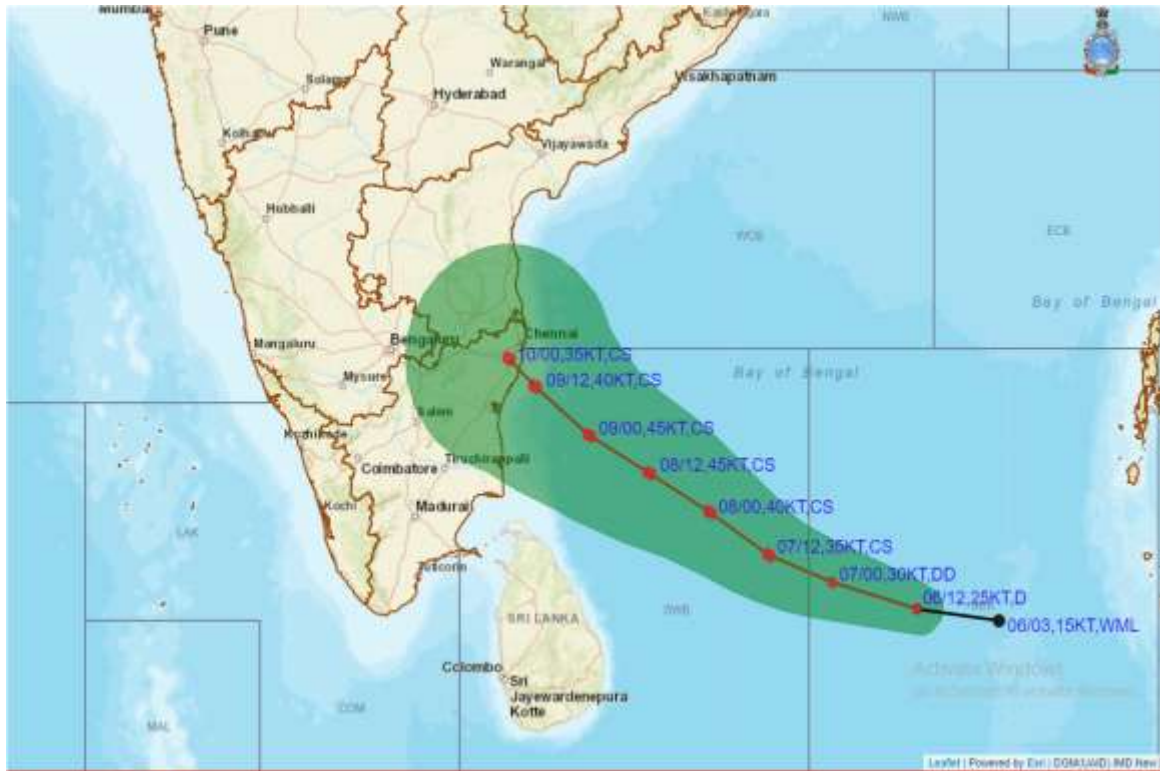 Mumbai
Pune
NWB
Warangal
Solapur
Visakhapatnam
Hyderabad
Kolhapur
Vijayawada
Hubballi
WCB
ECB
Bay of Bengal
Chennai
Mangaluru
Bengaluru
10/00,35KT,CS
Mysuru
09/12,40KT,CS
Bay of Bengal
Salem
09/00,45KT,CS
Kozhikode
Coimbatore
Tiruchirappalli
08/12,45KT,CS
Kochi
Madurai
08/00,40KT,CS
LAK
07/12,35KT,CS
Tuticorin
07/00,30KT,DD
06/12,25KT,D
SRI LANKA
SWB
06/03,15KT,WML
Colombo
Activate Windows
Sri
Jayewardenepura
Kotte
COM
MAL
Leaflet | Powered by Esri | DGM(UAID) IMD New